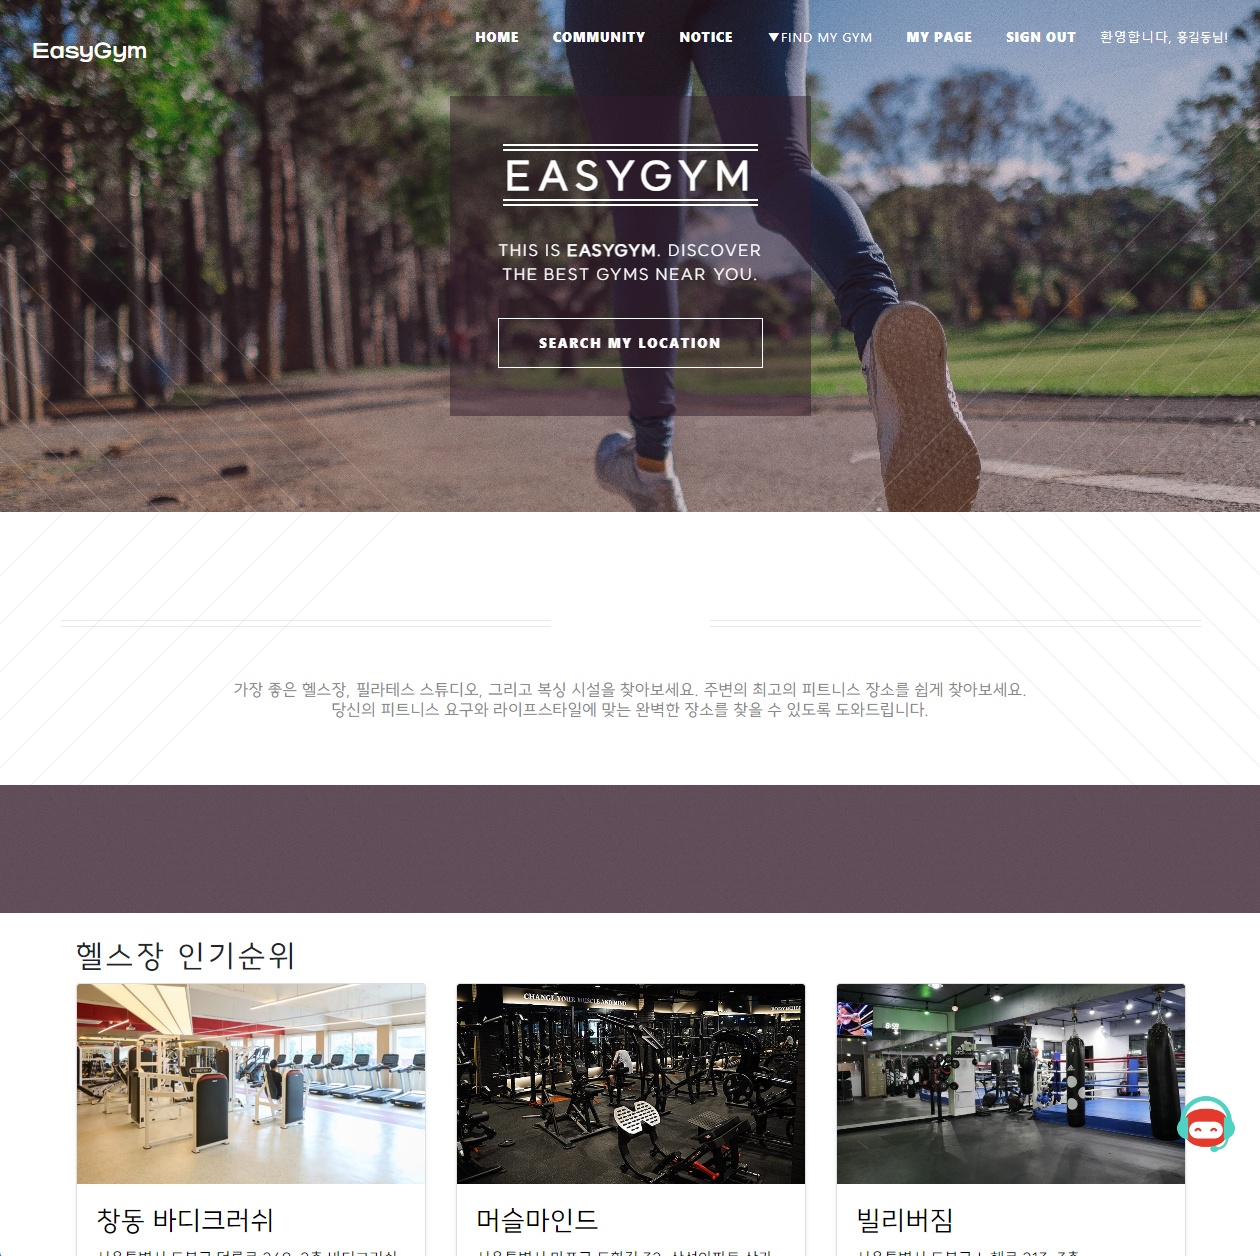 EasyGym
HOME COMMUNITY NOTICE ▼FIND MY GYM MY PAGE SIGN OUT 환영합니다, 홍길동님!
EASYGYM
THIS IS EASYGYM. DISCOVER
THE BEST GYMS NEAR YOU.
SEARCH MY LOCATION
가장 좋은 헬스장, 필라테스 스튜디오, 그리고 복싱 시설을 찾아보세요. 주변의 최고의 피트니스 장소를 쉽게 찾아보세요.
당신의 피트니스 요구와 라이프스타일에 맞는 완벽한 장소를 찾을 수 있도록 도와드립니다.
헬스장 인기순위
CHANGE YOUR MUSCLE AND MIND
창동 바디크러쉬
머슬마인드
빌리버짐